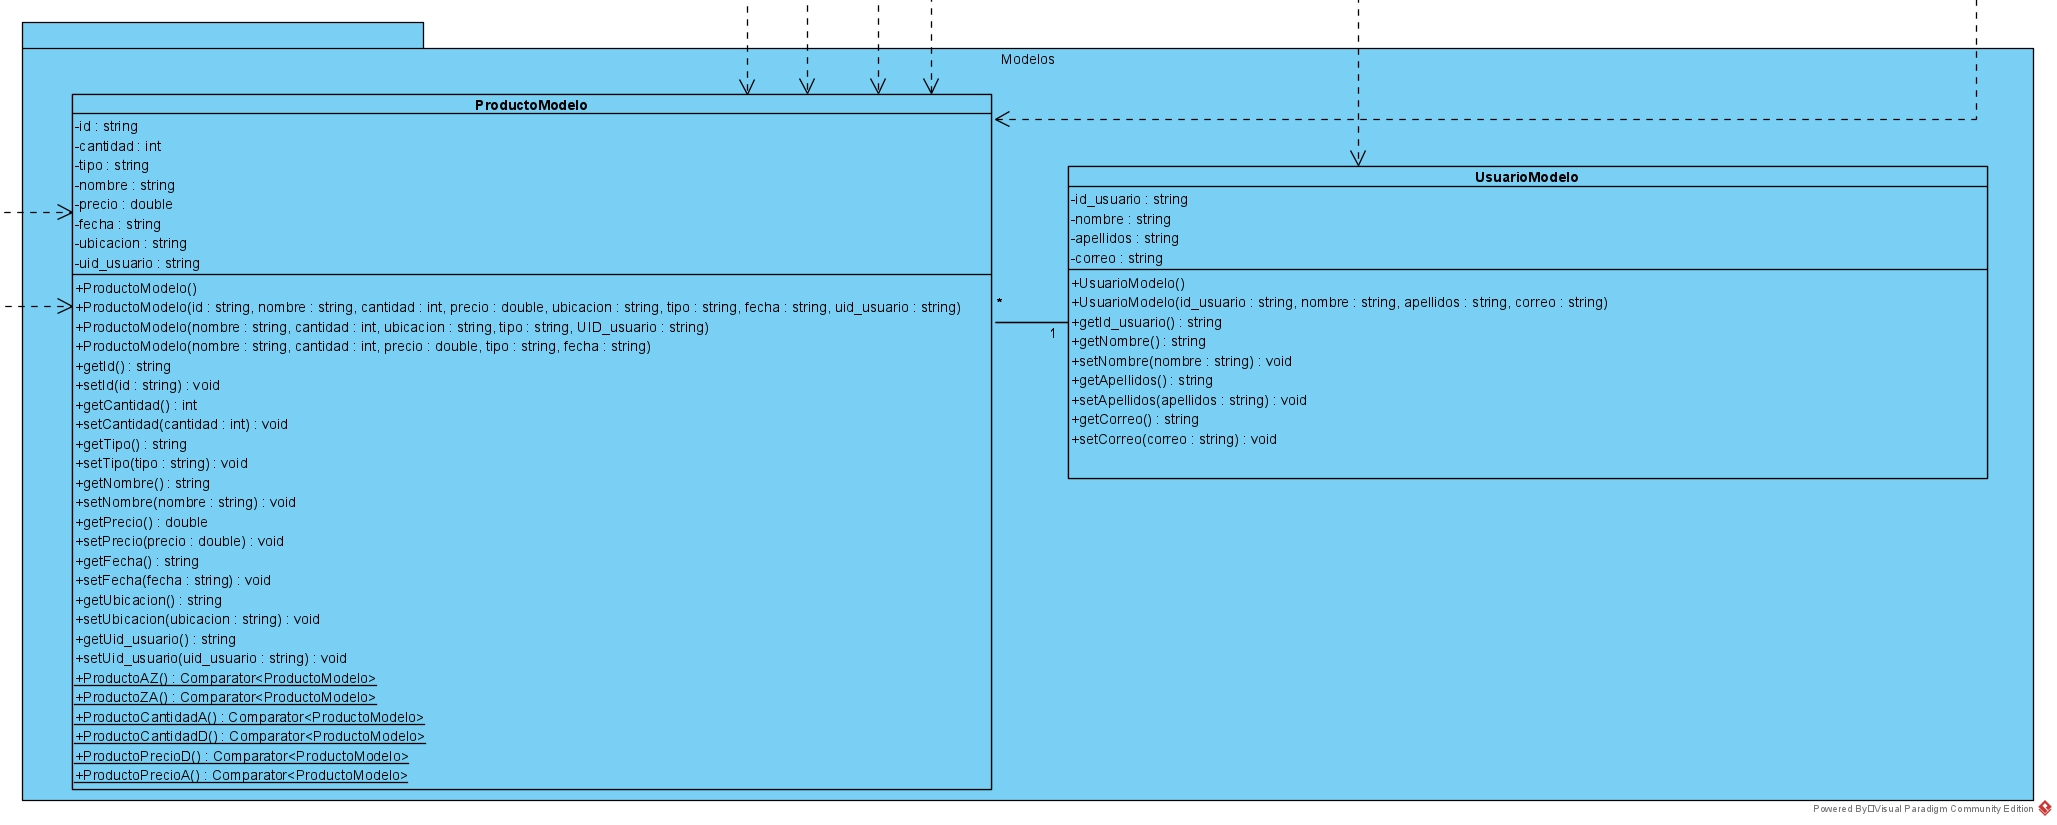 Modelos
ProductoModelo
-id : string
-cantidad : int
-tipo : string
-nombre : string
-precio : double
-fecha : string
-ubicacion : string
-uid_usuario : string
+ProductoModelo()
+ProductoModelo(id : string, nombre : string, cantidad : int, precio : double, ubicacion : string, tipo : string, fecha : string, uid_usuario : string)
+ProductoModelo(nombre : string, cantidad : int, ubicacion : string, tipo : string, UID_usuario : string)
+ProductoModelo(nombre : string, cantidad : int, precio : double, tipo : string, fecha : string)
+getId() : string
+setId(id : string) : void
+getCantidad() : int
+setCantidad(cantidad : int) : void
+getTipo() : string
+setTipo(tipo : string) : void
+getNombre() : string
+setNombre(nombre : string) : void
+getPrecio() : double
+setPrecio(precio : double) : void
+getFecha() : string
+setFecha(fecha : string) : void
+getUbicacion() : string
+setUbicacion(ubicacion : string) : void
+getUid_usuario() : string
+setUid_usuario(uid_usuario : string) : void
+ProductoAZ() : Comparator<ProductoModelo>
+ProductoZA() : Comparator<ProductoModelo>
+ProductoCantidadA() : Comparator<ProductoModelo>
+ProductoCantidadD() : Comparator<ProductoModelo>
+ProductoPrecioD() : Comparator<ProductoModelo>
+ProductoPrecioA() : Comparator<ProductoModelo>
*
1
UsuarioModelo
-id_usuario : string
-nombre : string
-apellidos : string
-correo : string
+UsuarioModelo()
+UsuarioModelo(id_usuario : string, nombre : string, apellidos : string, correo : string)
+getId_usuario() : string
+getNombre() : string
+setNombre(nombre : string) : void
+getApellidos() : string
+setApellidos(apellidos : string) : void
+getCorreo() : string
+setCorreo(correo : string) : void
Powered By□Visual Paradigm Community Edition